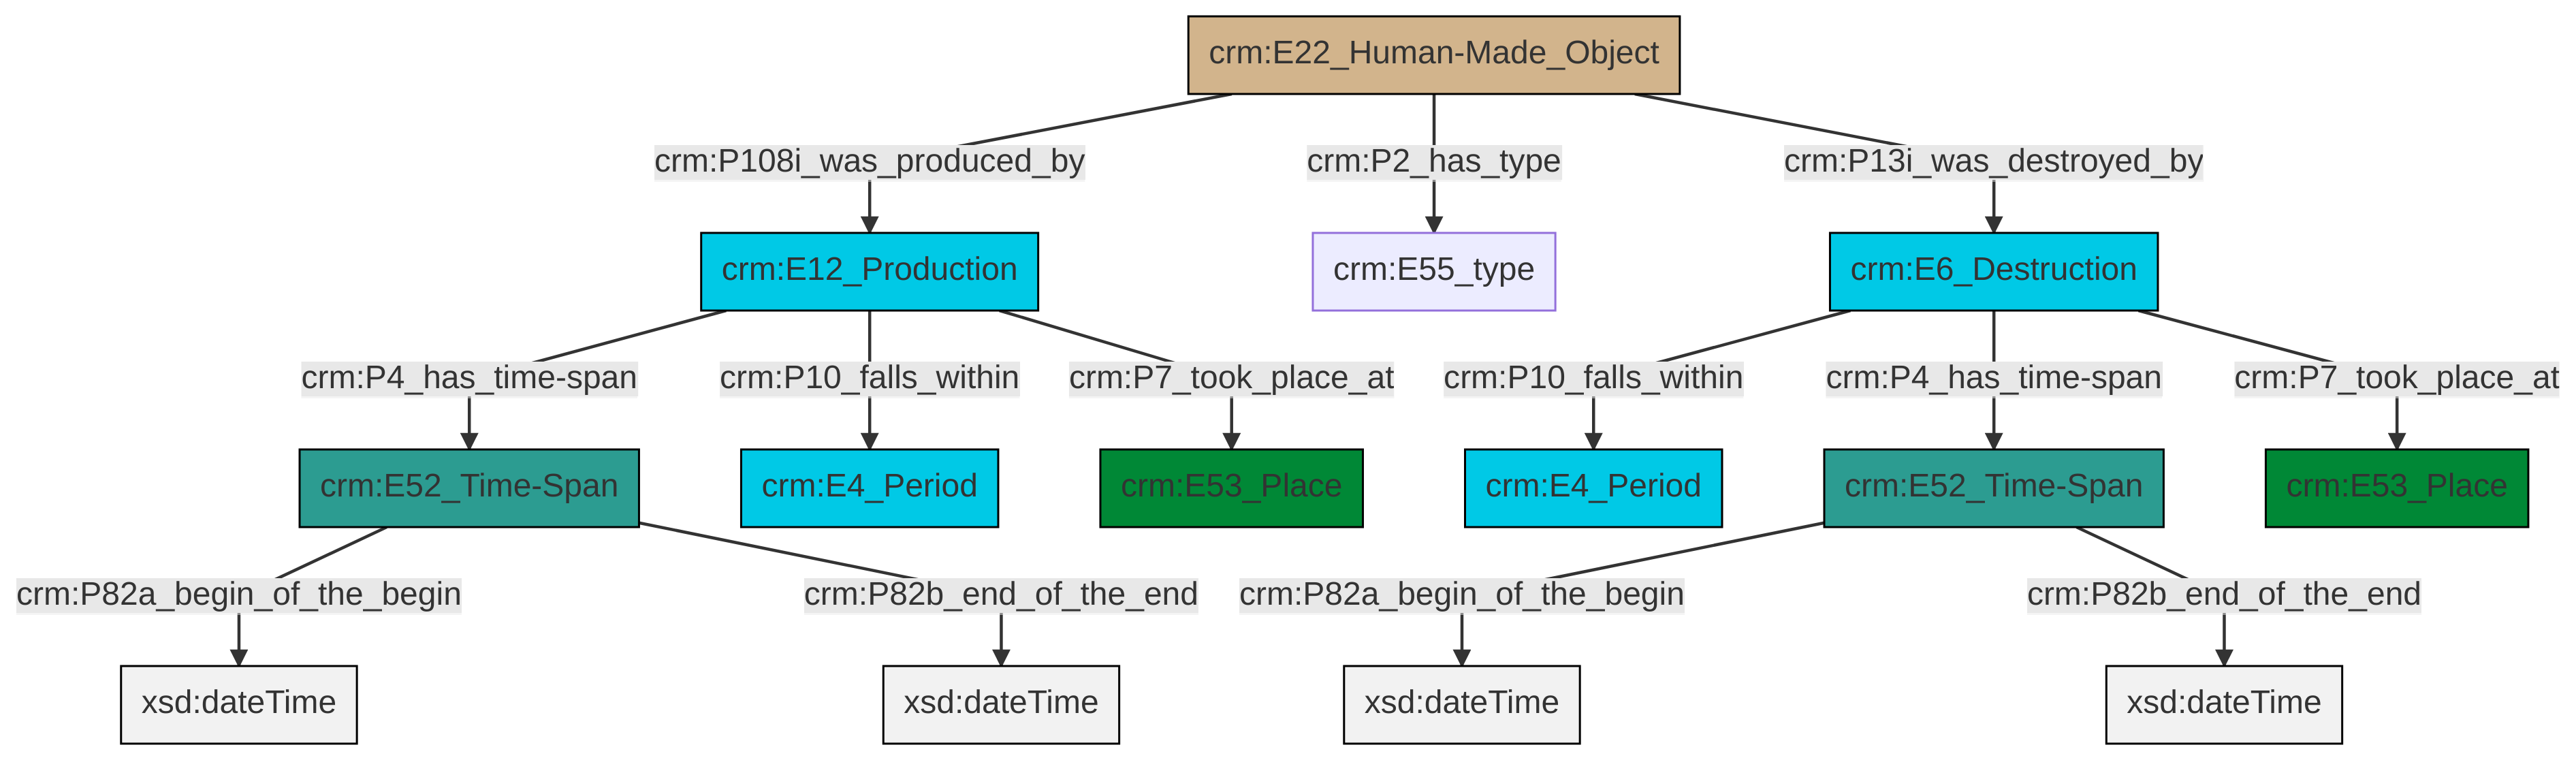 crm:E22_Human-Made_Object
crm:P108i_was_produced_by
crm:P2_has_type
crm:P13i_was_destroyed_by
crm:E12_Production
crm:E55_type
crm:E6_Destruction
crm:P4_has_time-span
crm:P10_falls_within
crm:P7_took_place_at
crm:P10_falls_within
crm:P4_has_time-span
crm:P7_took_place_at
crm:E52_Time-Span
crm:E4_Period
crm:E53_Place
crm:E4_Period
crm:E52_Time-Span
crm:E53_Place
crm:P82a_begin_of_the_begin
crm:P82b_end_of_the_end
crm:P82a_begin_of_the_begin
crm:P82b_end_of_the_end
xsd:dateTime
xsd:dateTime
xsd:dateTime
xsd:dateTime